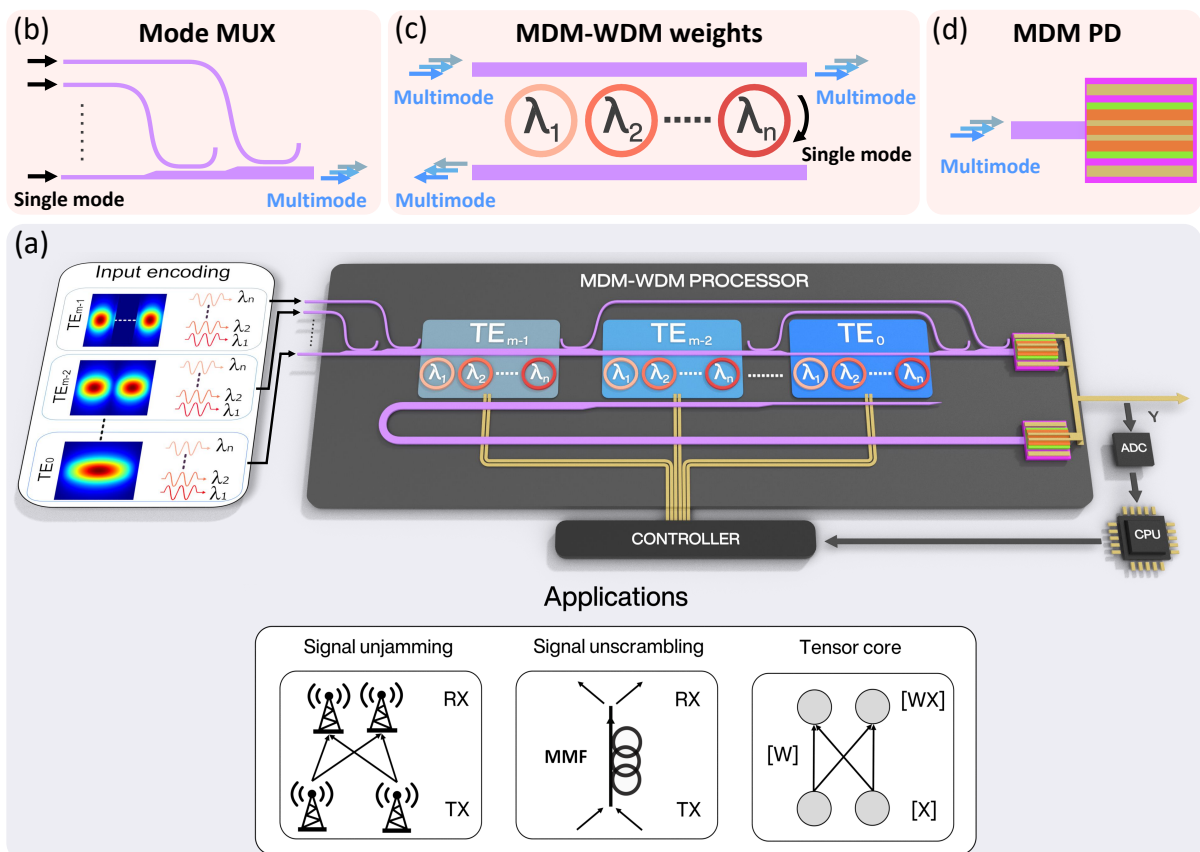 (b) Mode MUX
Single mode
Multimode
(c) MDM-WDM weights
Multimode
Multimode
λ1 λ2 λn
Single mode
Multimode
(d) MDM PD
Multimode
(a)
Input encoding
TEm-1
λn
λ2
λ1
TEm-2
λn
λ2
λ1
TE0
λn
λ2
λ1
MDM-WDM PROCESSOR
TEm-1
λ1 λ2 λn
TEm-2
λ1 λ2 λn
TE0
λ1 λ2 λn
Y
ADC
CPU
CONTROLLER
Applications
Signal unjamming
RX
TX
Signal unscrambling
RX
MMF
TX
Tensor core
[WX]
[W]
[X]